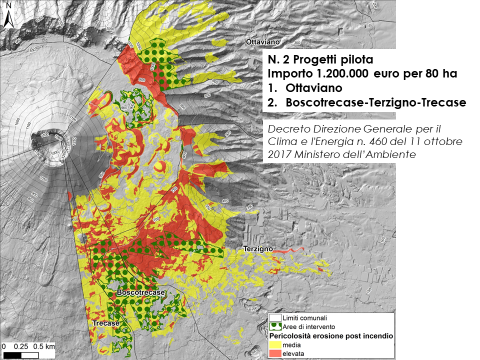 N
Ottaviano
N. 2 Progetti pilota
Importo 1.200.000 euro per 80 ha
1. Ottaviano
2. Boscotrecase-Terzigno-Trecase
Decreto Direzione Generale per il
Clima e l'Energia n. 460 del 11 ottobre
2017 Ministero dell'Ambiente
Terzigno
Boscotrecase
Trecase
0 0.25 0.5 km
Limiti comunali
Aree di intervento
Pericolosità erosione post incendio
media
elevata